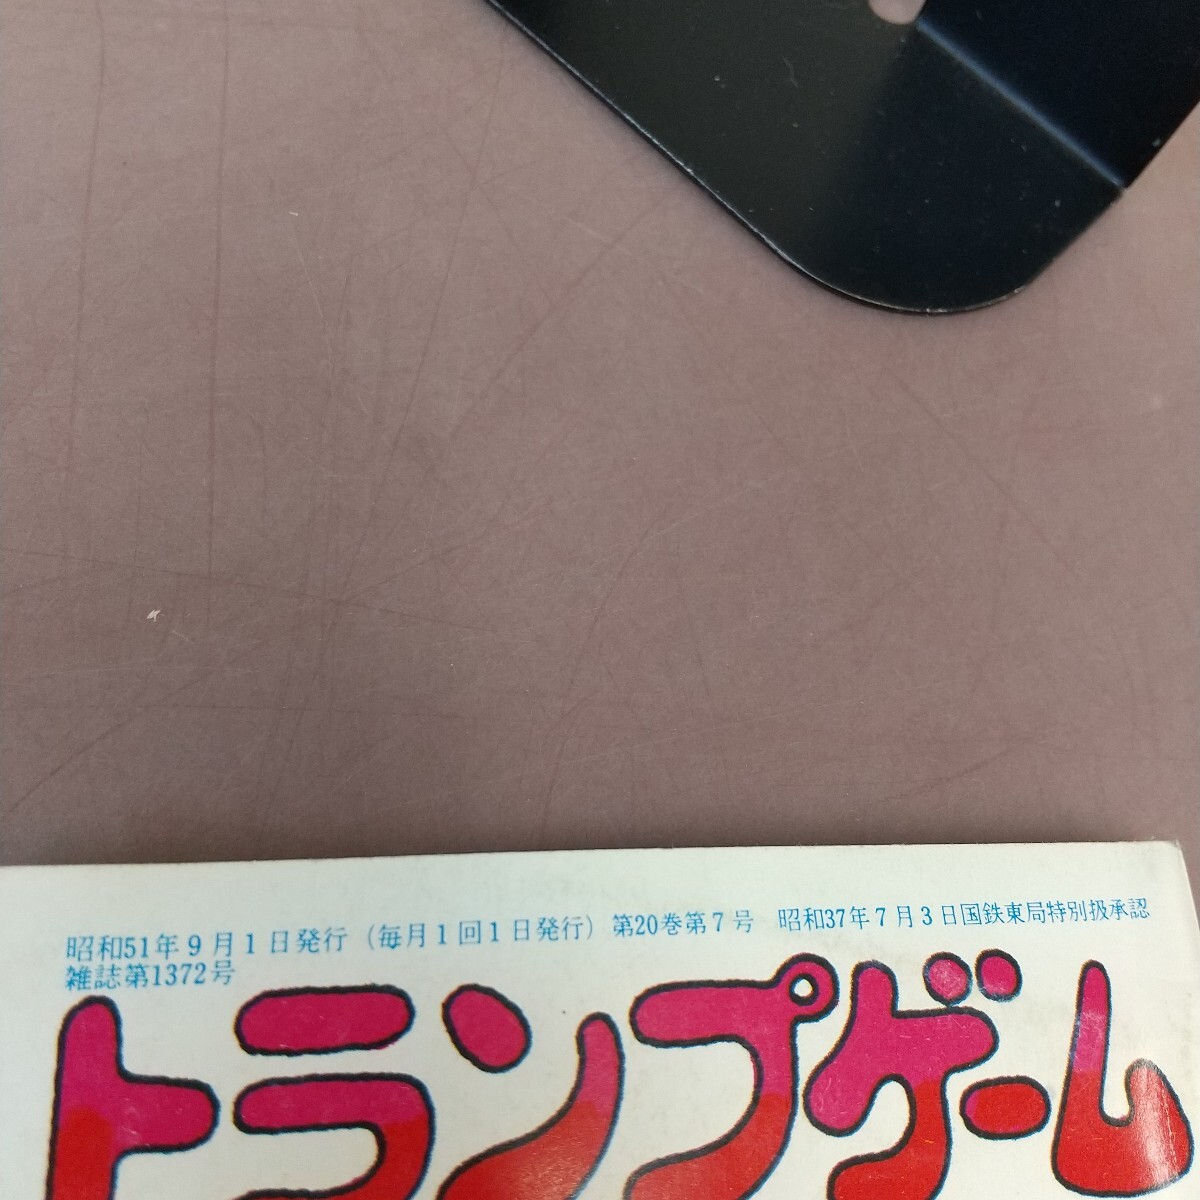 昭和51年9月1日発行（毎月1回1日発行）第20巻第7号　昭和37年7月3日国鉄東局特別扱承認
雑誌第1372号
トランプゲーム